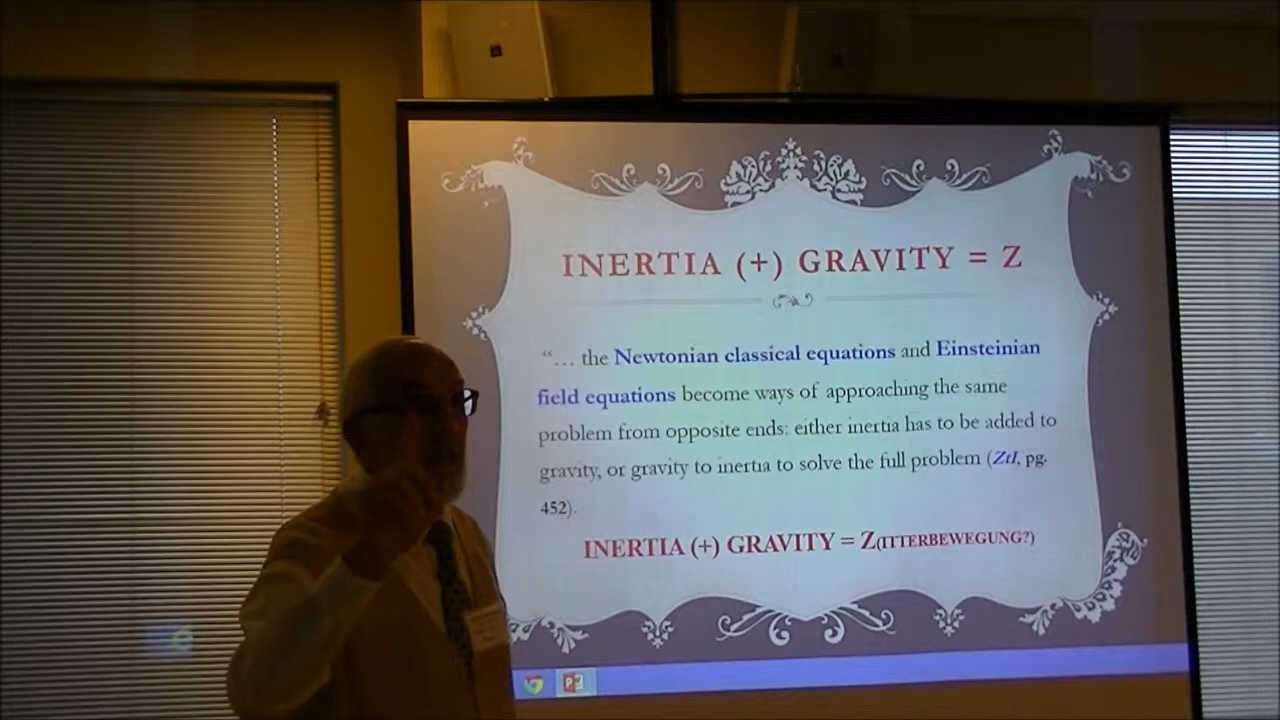 INERTIA (+) GRAVITY = Z
“… the Newtonian classical equations and Einsteinian
field equations become ways of approaching the same
problem from opposite ends: either inertia has to be added to
gravity, or gravity to inertia to solve the full problem (ZtI, pg.
452).
INERTIA (+) GRAVITY = Z(ITTERBEWEGUNG?)